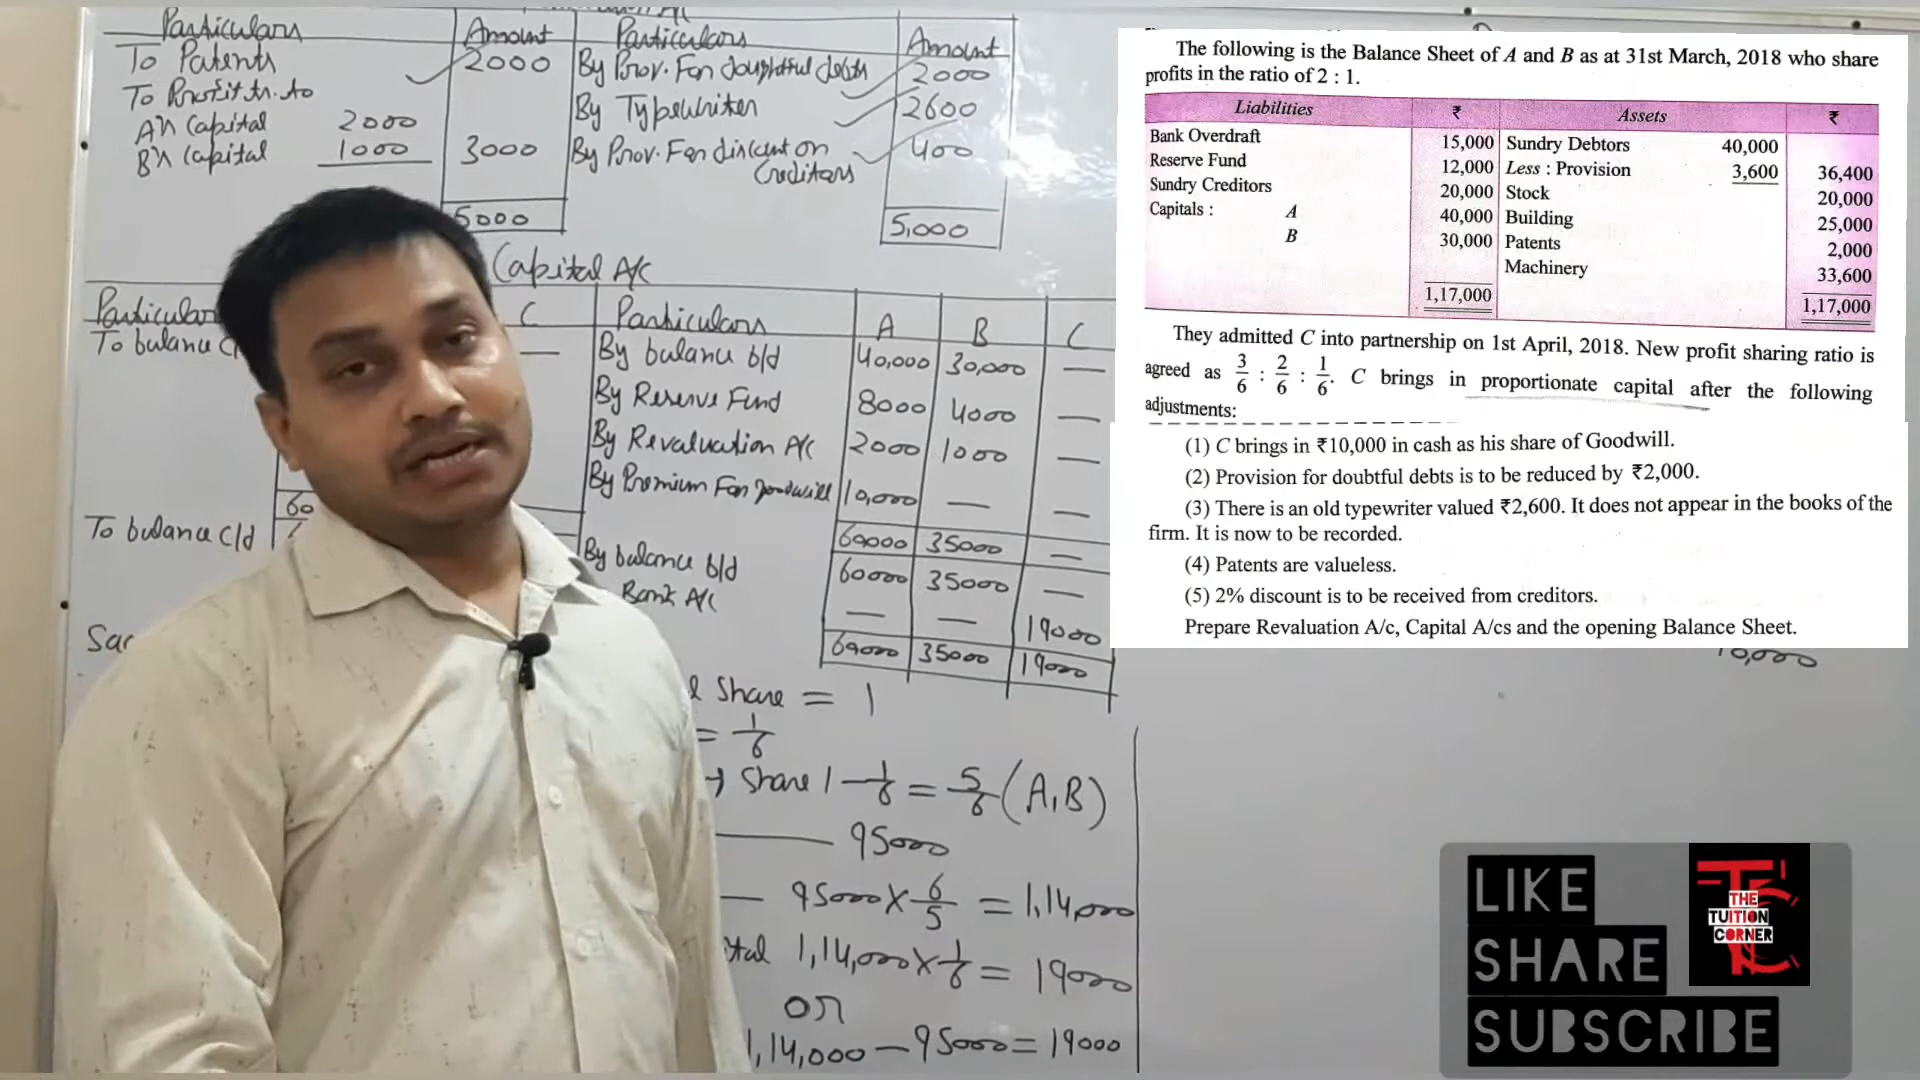 Particulars Amount Particulars Amount
To Patents 2000 By Prov. For doubtful debts 2000
To Profit tr. to By Typewriter 2600
A's Capital 2000
B's Capital 1000 3000 By Prov. For discount on 400
Creditors
5000 5,000
Capital A/c
Particulars C Particulars A B C
To balance c/ — By balance b/d 40,000 30,000 —
By Reserve Fund 8000 4000 —
By Revaluation A/c 2000 1000 —
By Premium For goodwill 10,000 — —
60 60000 35000 —
To balance c/d By balance b/d 60000 35000 —
Bank A/c — — 19000
60000 35000 19000
Share = 1
= 1/6
Share 1 - 1/6 = 5/6 (A,B)
95000
95000 X 6/5 = 1,14,000
1,14,000 X 1/6 = 19000
or
1,14,000 — 95000 = 19000
The following is the Balance Sheet of A and B as at 31st March, 2018 who share
profits in the ratio of 2 : 1.
Liabilities ₹ Assets ₹
Bank Overdraft 15,000 Sundry Debtors 40,000
Reserve Fund 12,000 Less : Provision 3,600 36,400
Sundry Creditors 20,000 Stock 20,000
Capitals : A 40,000 Building 25,000
B 30,000 Patents 2,000
Machinery 33,600
1,17,000 1,17,000
They admitted C into partnership on 1st April, 2018. New profit sharing ratio is
agreed as 3/6 : 2/6 : 1/6. C brings in proportionate capital after the following
adjustments:
(1) C brings in ₹10,000 in cash as his share of Goodwill.
(2) Provision for doubtful debts is to be reduced by ₹2,000.
(3) There is an old typewriter valued ₹2,600. It does not appear in the books of the
firm. It is now to be recorded.
(4) Patents are valueless.
(5) 2% discount is to be received from creditors.
Prepare Revaluation A/c, Capital A/cs and the opening Balance Sheet.
10,000
LIKE
SHARE
SUBSCRIBE
THE
TUITION
CORNER